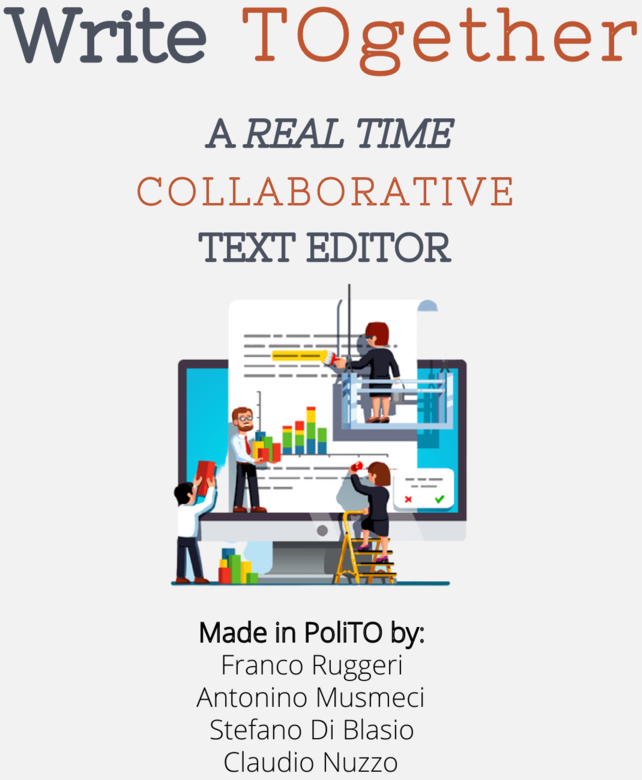 Write TOgether
A REAL TIME
COLLABORATIVE
TEXT EDITOR
Made in PoliTO by:
Franco Ruggeri
Antonino Musmeci
Stefano Di Blasio
Claudio Nuzzo